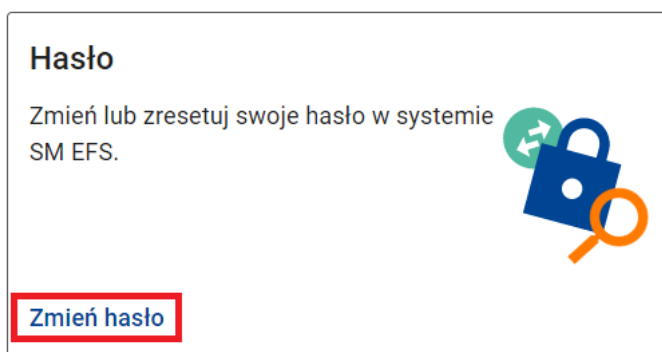 Hasło
Zmień lub zresetuj swoje hasło w systemie
SM EFS.
Zmień hasło